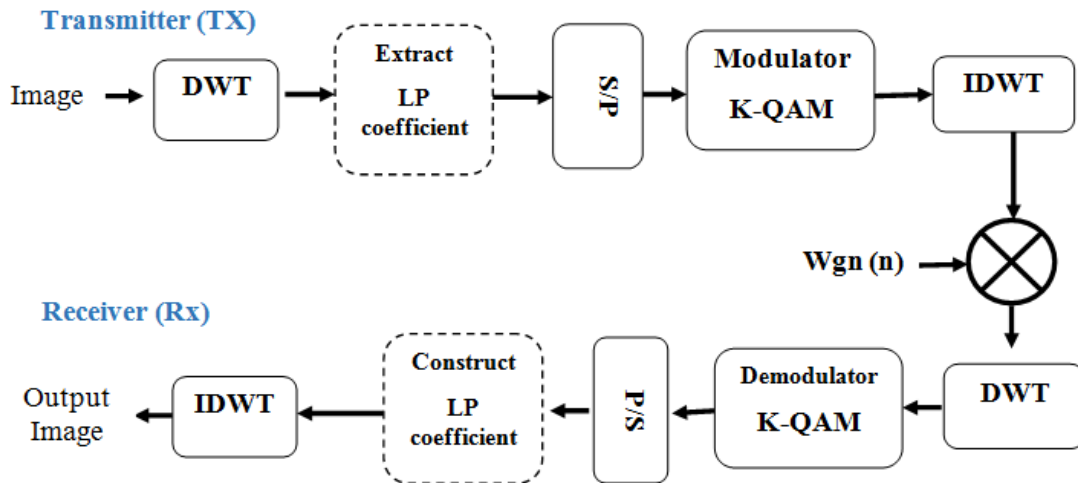 Transmitter (TX)
Image
DWT
Extract
LP
coefficient
S/P
Modulator
K-QAM
IDWT
Wgn (n)
Receiver (Rx)
Output
Image
IDWT
Construct
LP
coefficient
P/S
Demodulator
K-QAM
DWT